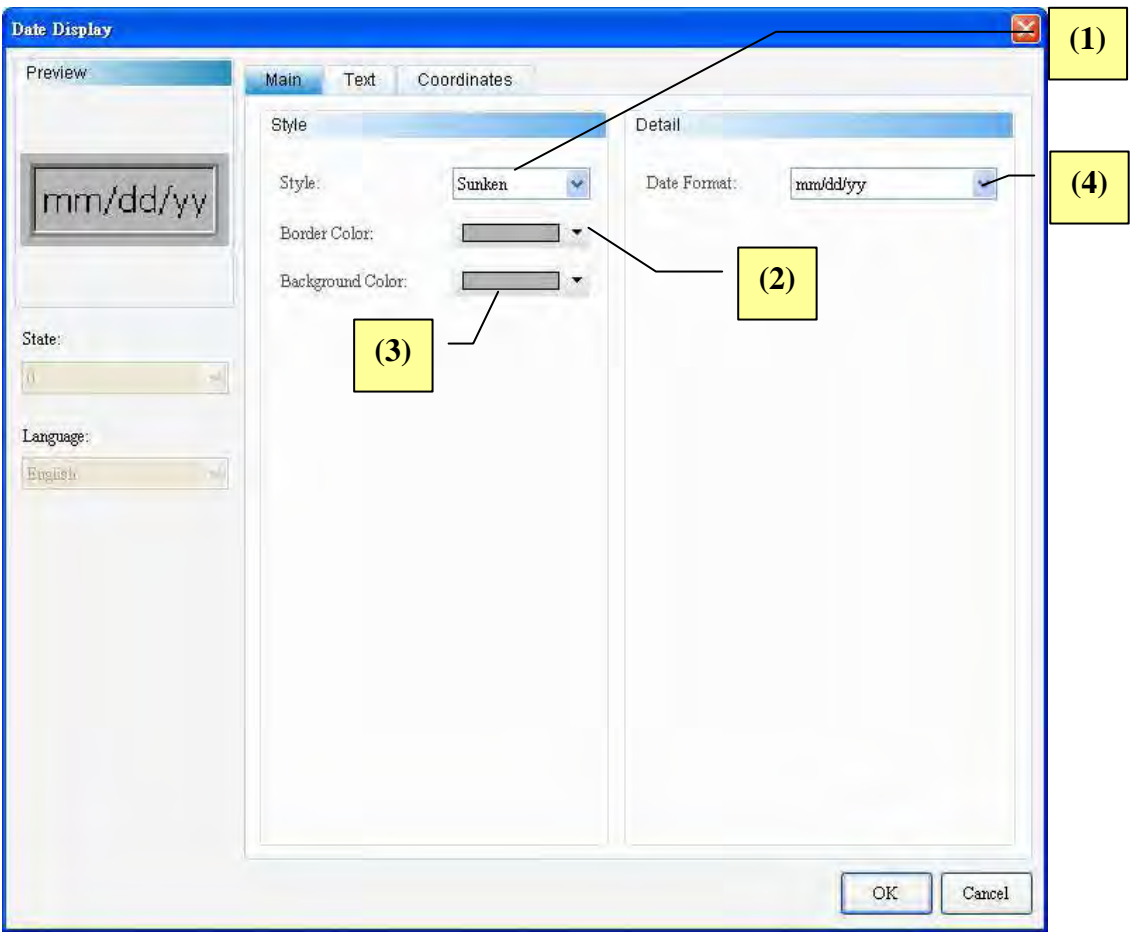 Date Display
(1)
Preview
Main Text Coordinates
Style
Detail
mm/dd/yy
Style: Sunken
Date Format: mm/dd/yy
(4)
Border Color:
(2)
Background Color:
(3)
State:
0
Language:
English
OK Cancel